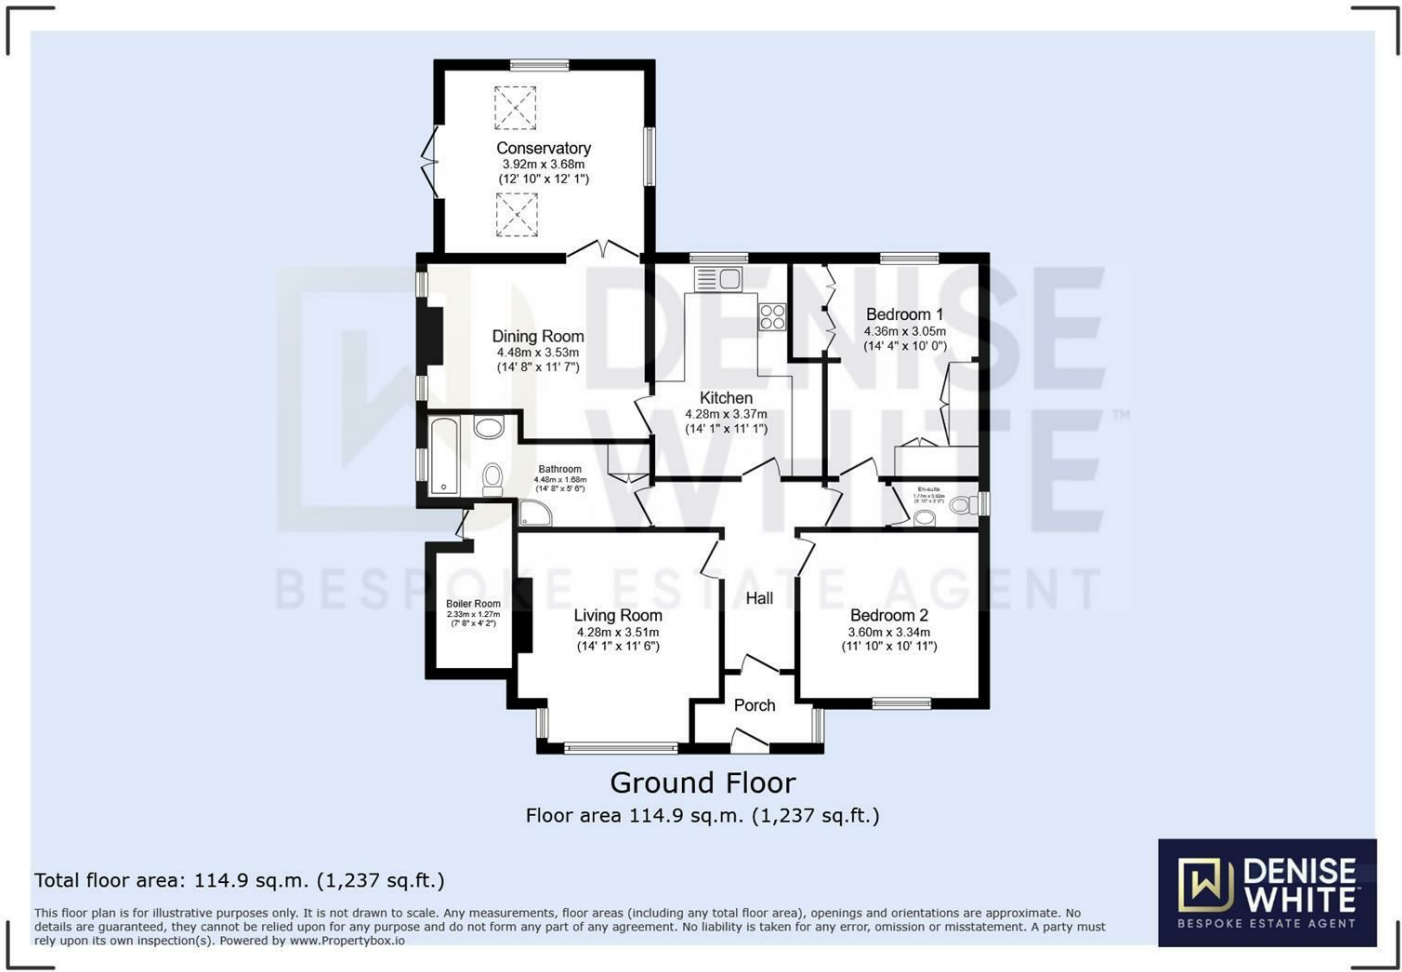 Conservatory
3.92m x 3.68m
(12' 10" x 12' 1")
Dining Room
4.48m x 3.53m
(14' 8" x 11' 7")
Kitchen
4.28m x 3.37m
(14' 1" x 11' 1")
Bedroom 1
4.36m x 3.05m
(14' 4" x 10' 0")
Bathroom
4.48m x 1.68m
(14' 8" x 5' 6")
En-suite
Boiler Room
2.33m x 1.27m
(7' 8" x 4' 2")
Living Room
4.28m x 3.51m
(14' 1" x 11' 6")
Hall
Bedroom 2
3.60m x 3.34m
(11' 10" x 10' 11")
Porch
DENISE
WHITE™
BESPOKE ESTATE AGENT
Ground Floor
Floor area 114.9 sq.m. (1,237 sq.ft.)
Total floor area: 114.9 sq.m. (1,237 sq.ft.)
This floor plan is for illustrative purposes only. It is not drawn to scale. Any measurements, floor areas (including any total floor area), openings and orientations are approximate. No
details are guaranteed, they cannot be relied upon for any purpose and do not form any part of any agreement. No liability is taken for any error, omission or misstatement. A party must
rely upon its own inspection(s). Powered by www.Propertybox.io
DENISE
WHITE™
BESPOKE ESTATE AGENT